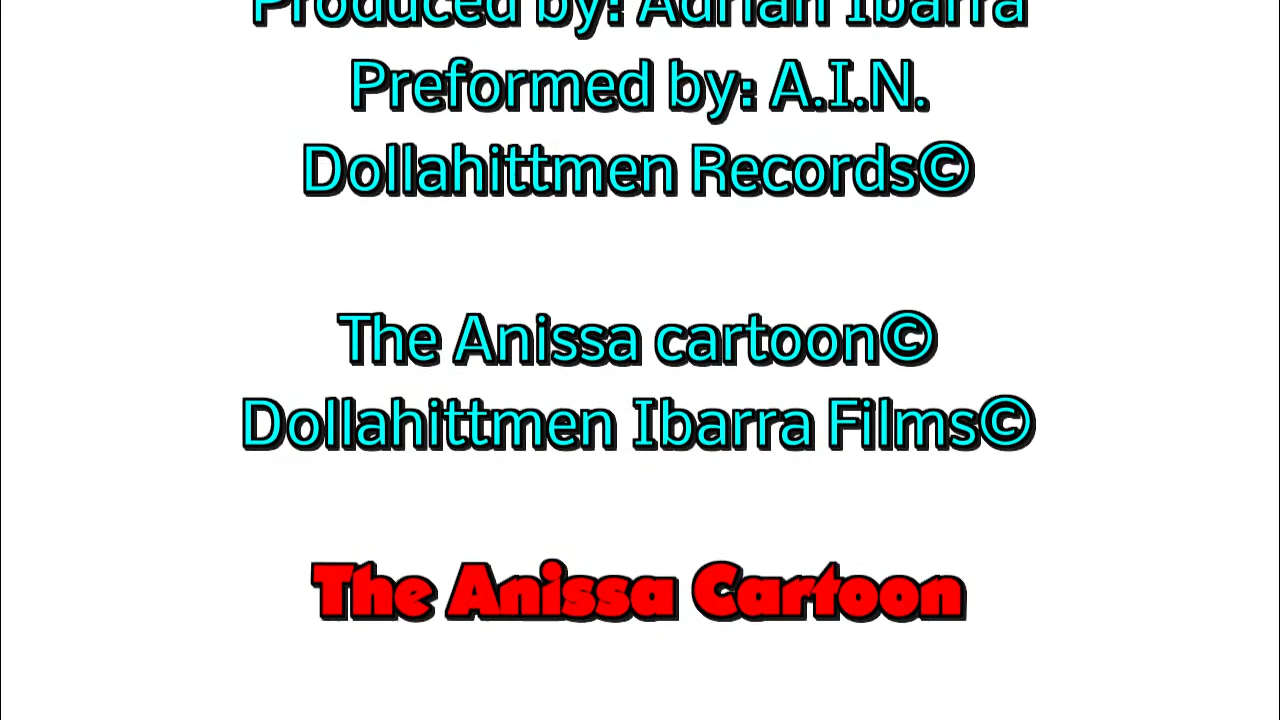 Produced by: Adrian Ibarra
Preformed by: A.I.N.
Dollahittmen Records©
The Anissa cartoon©
Dollahittmen Ibarra Films©
The Anissa Cartoon